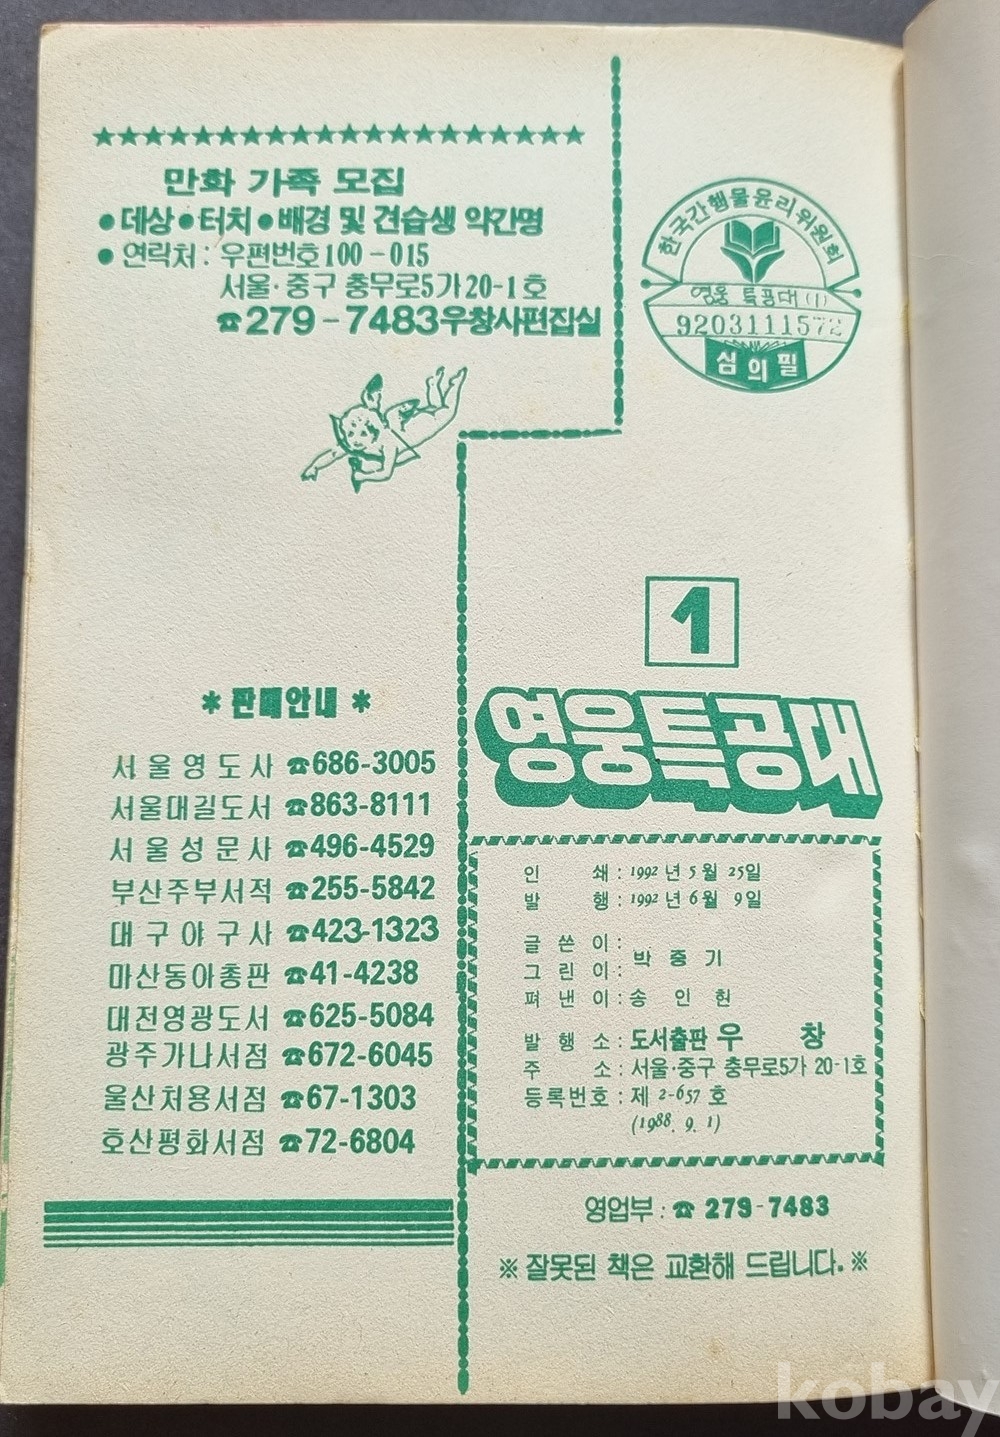 만화 가족 모집
● 데상 ● 터치 ● 배경 및 견습생 약간명
● 연락처 : 우편번호 100-015
서울·중구 충무로5가 20-1호
☎ 279-7483 우창사편집실
한국간행물윤리위원회
영웅 특공대 (1)
9203111572
심의필
* 판매안내 *
서울영도사 ☎ 686-3005
서울대길도서 ☎ 863-8111
서울성문사 ☎ 496-4529
부산주부서적 ☎ 255-5842
대구아구사 ☎ 423-1323
마산동아총판 ☎ 41-4238
대전영광도서 ☎ 625-5084
광주가나서점 ☎ 672-6045
울산처용서점 ☎ 67-1303
호산평화서점 ☎ 72-6804
1
영웅특공대
인 쇄 : 1992년 5월 25일
발 행 : 1992년 6월 9일
글 쓴 이 :
그 린 이 : 박 중 기
펴 낸 이 : 송 인 헌
발 행 소 : 도서출판 우 창
주 소 : 서울·중구 충무로5가 20-1호
등록번호 : 제 2-657 호
(1988. 9. 1)
영업부 : ☎ 279-7483
※ 잘못된 책은 교환해 드립니다. ※
kobay